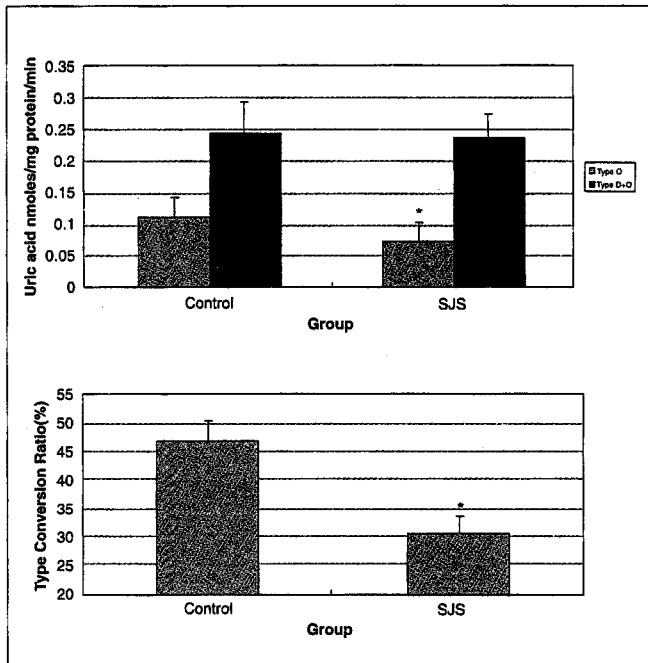 Uric acid nmoles/mg protein/min
0.35
0.3
0.25
0.2
0.15
0.1
0.05
0
*
Control
SJS
Group
Type O
Type D+O
Type Conversion Ratio(%)
55
50
45
40
35
30
25
20
*
Control
SJS
Group